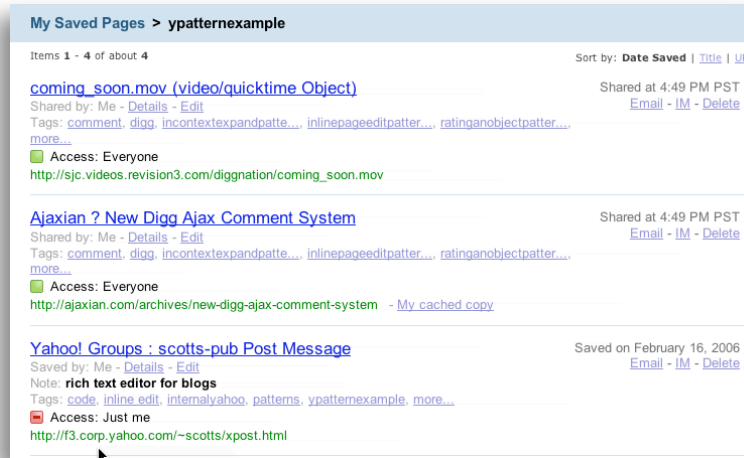 My Saved Pages > ypatternexample
Items 1 - 4 of about 4
Sort by: Date Saved | Title |
coming_soon.mov (video/quicktime Object)
Shared at 4:49 PM PST
Shared by: Me - Details - Edit
Email - IM - Delete
Tags: comment, digg, incontextexpandpatte..., inlinepageeditpatter..., ratinganobjectpatter...,
more...
Access: Everyone
http://sjc.videos.revision3.com/diggnation/coming_soon.mov
Ajaxian ? New Digg Ajax Comment System
Shared at 4:49 PM PST
Shared by: Me - Details - Edit
Email - IM - Delete
Tags: comment, digg, incontextexpandpatte..., inlinepageeditpatter..., ratinganobjectpatter...,
more...
Access: Everyone
http://ajaxian.com/archives/new-digg-ajax-comment-system - My cached copy
Yahoo! Groups : scotts-pub Post Message
Saved on February 16, 2006
Saved by: Me - Details - Edit
Email - IM - Delete
Note: rich text editor for blogs
Tags: code, inline edit, internalyahoo, patterns, ypatternexample, more...
Access: Just me
http://f3.corp.yahoo.com/~scotts/xpost.html